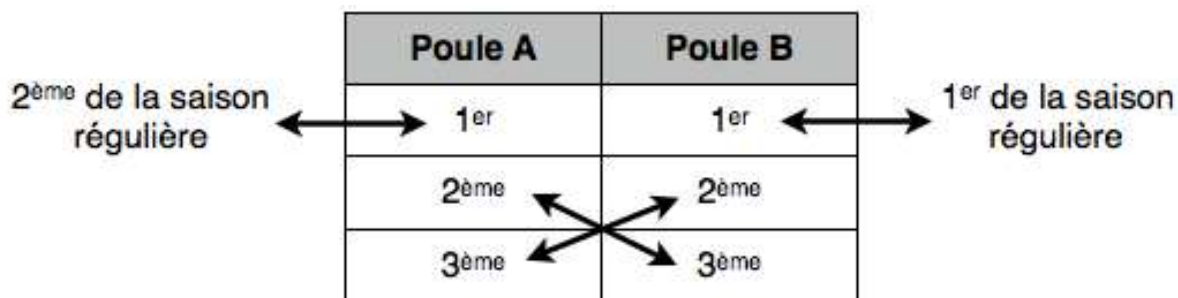 Poule A Poule B
2ème de la saison régulière
1er 1er
1er de la saison régulière
2ème 2ème
3ème 3ème